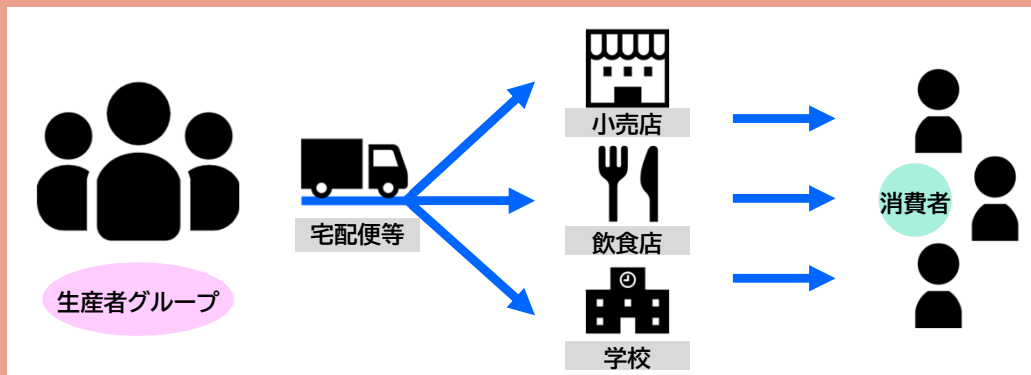 生産者グループ
宅配便等
小売店
飲食店
学校
消費者